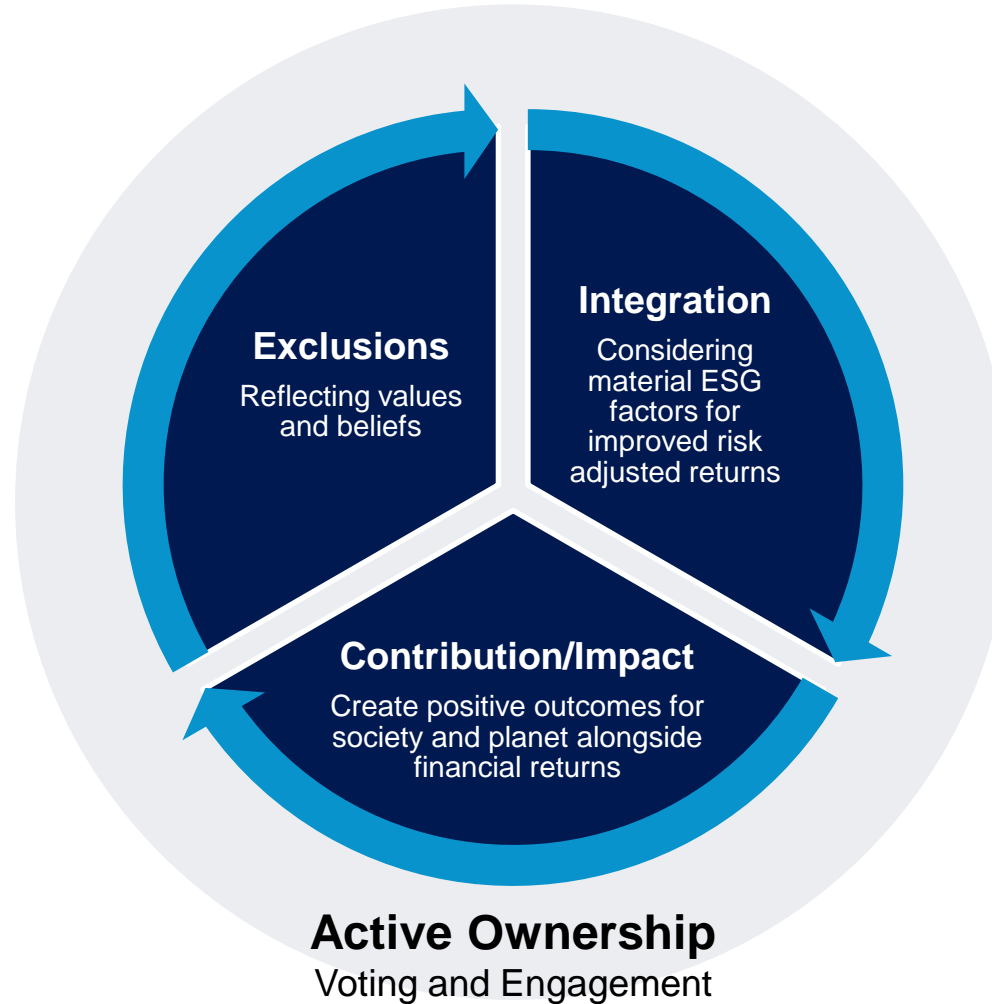 Exclusions
Reflecting values
and beliefs
Integration
Considering
material ESG
factors for
improved risk
adjusted returns
Contribution/Impact
Create positive outcomes for
society and planet alongside
financial returns
Active Ownership
Voting and Engagement